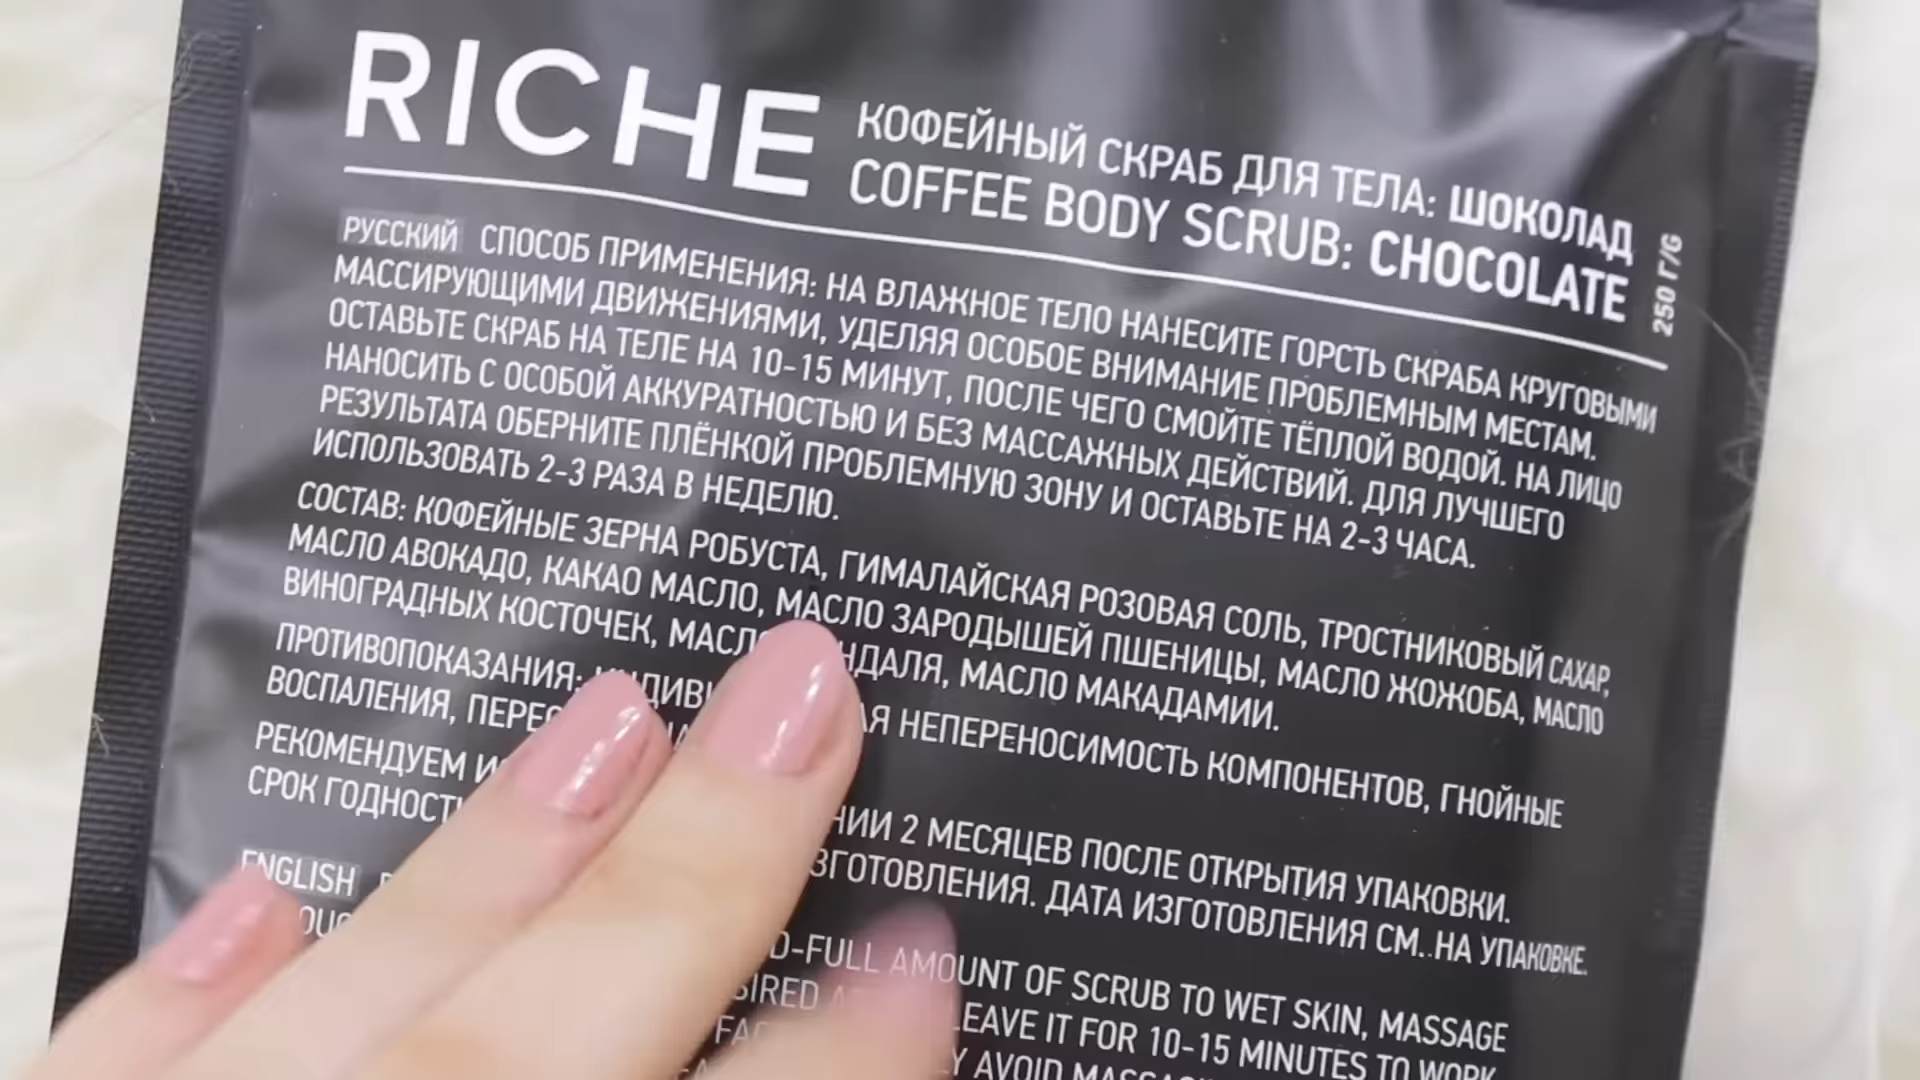 RICHE
КОФЕЙНЫЙ СКРАБ ДЛЯ ТЕЛА: ШОКОЛАД
COFFEE BODY SCRUB: CHOCOLATE
250 Г/G
РУССКИЙ СПОСОБ ПРИМЕНЕНИЯ: НА ВЛАЖНОЕ ТЕЛО НАНЕСИТЕ ГОРСТЬ СКРАБА КРУГОВЫМИ
МАССИРУЮЩИМИ ДВИЖЕНИЯМИ, УДЕЛЯЯ ОСОБОЕ ВНИМАНИЕ ПРОБЛЕМНЫМ МЕСТАМ.
ОСТАВЬТЕ СКРАБ НА ТЕЛЕ НА 10-15 МИНУТ, ПОСЛЕ ЧЕГО СМОЙТЕ ТЁПЛОЙ ВОДОЙ. НА ЛИЦО
НАНОСИТЬ С ОСОБОЙ АККУРАТНОСТЬЮ И БЕЗ МАССАЖНЫХ ДЕЙСТВИЙ. ДЛЯ ЛУЧШЕГО
РЕЗУЛЬТАТА ОБЕРНИТЕ ПЛЁНКОЙ ПРОБЛЕМНУЮ ЗОНУ И ОСТАВЬТЕ НА 2-3 ЧАСА.
ИСПОЛЬЗОВАТЬ 2-3 РАЗА В НЕДЕЛЮ.
СОСТАВ: КОФЕЙНЫЕ ЗЕРНА РОБУСТА, ГИМАЛАЙСКАЯ РОЗОВАЯ СОЛЬ, ТРОСТНИКОВЫЙ САХАР,
МАСЛО АВОКАДО, КАКАО МАСЛО, МАСЛО ЗАРОДЫШЕЙ ПШЕНИЦЫ, МАСЛО ЖОЖОБА, МАСЛО
ВИНОГРАДНЫХ КОСТОЧЕК, МАСЛО НДАЛЯ, МАСЛО МАКАДАМИИ.
ПРОТИВОПОКАЗАНИЯ: НЕПЕРЕНОСИМОСТЬ КОМПОНЕНТОВ, ГНОЙНЫЕ
ВОСПАЛЕНИЯ,
РЕКОМЕНДУЕМ 2 МЕСЯЦЕВ ПОСЛЕ ОТКРЫТИЯ УПАКОВКИ.
СРОК ГОДНОСТИ ИЗГОТОВЛЕНИЯ. ДАТА ИЗГОТОВЛЕНИЯ СМ..НА УПАКОВКЕ.
ENGLISH D-FULL AMOUNT OF SCRUB TO WET SKIN, MASSAGE
LEAVE IT FOR 10-15 MINUTES TO WORK
AVOID